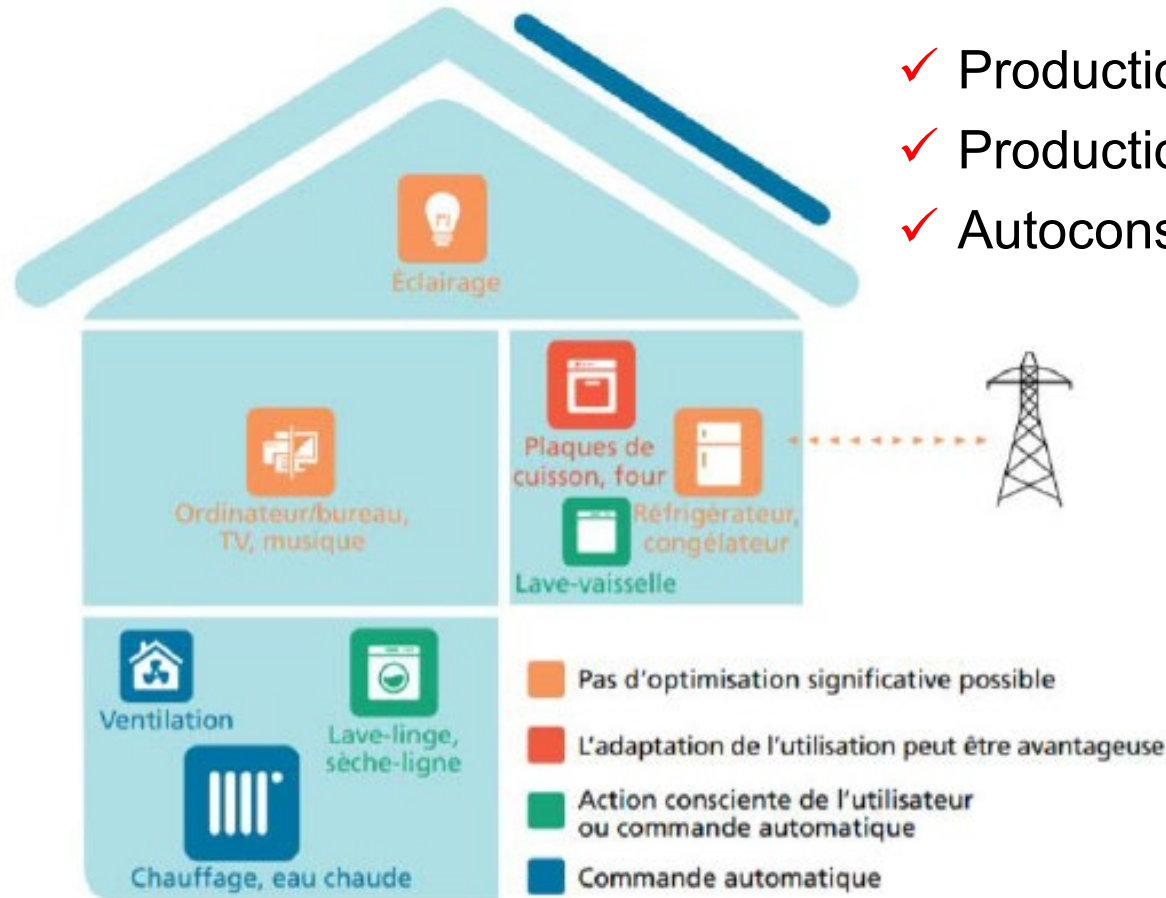 ✓ Productio
✓ Productio
✓ Autocons
Éclairage
Ordinateur/bureau,
TV, musique
Plaques de
cuisson, four
Réfrigérateur,
congélateur
Lave-vaisselle
Ventilation
Lave-linge,
sèche-ligne
Chauffage, eau chaude
Pas d'optimisation significative possible
L'adaptation de l'utilisation peut être avantageuse
Action consciente de l'utilisateur
ou commande automatique
Commande automatique